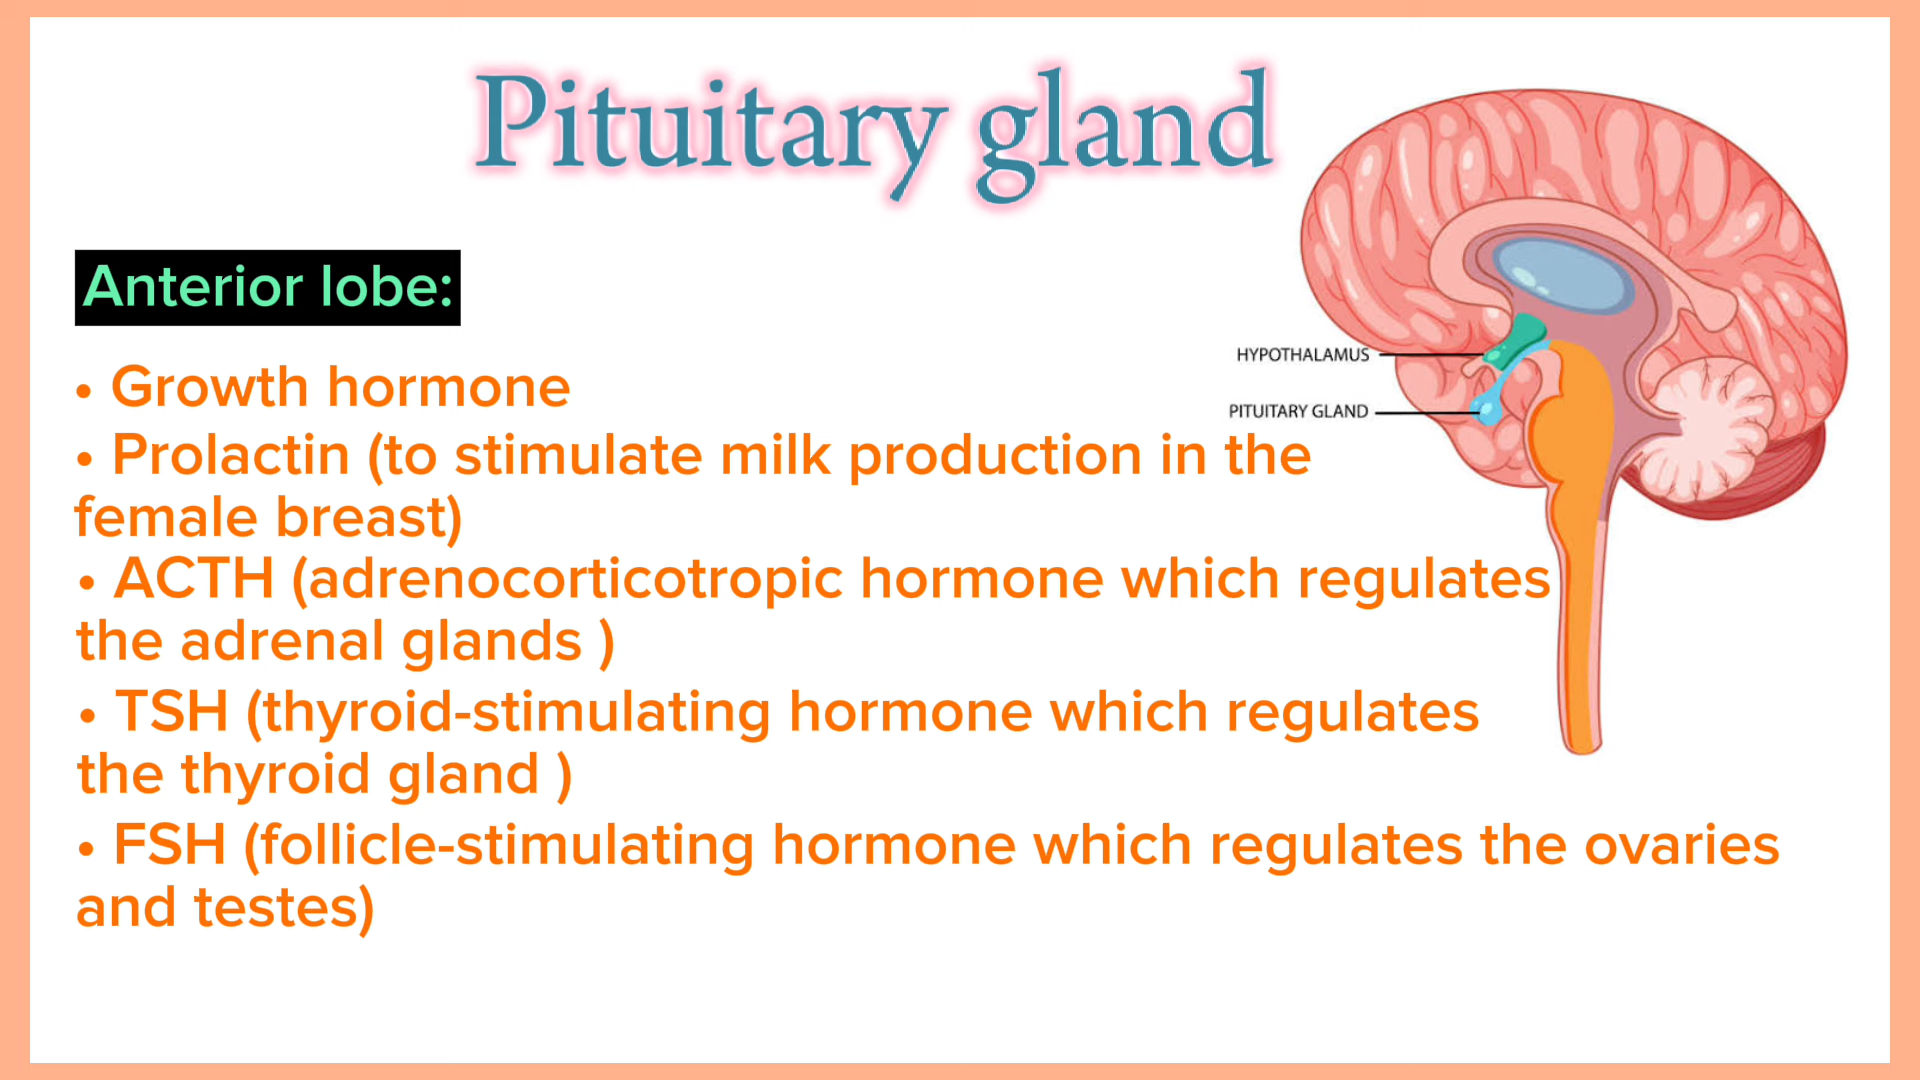 Pituitary gland
Anterior lobe:
HYPOTHALAMUS
PITUITARY GLAND
• Growth hormone
• Prolactin (to stimulate milk production in the
female breast)
• ACTH (adrenocorticotropic hormone which regulates
the adrenal glands )
• TSH (thyroid-stimulating hormone which regulates
the thyroid gland )
• FSH (follicle-stimulating hormone which regulates the ovaries
and testes)